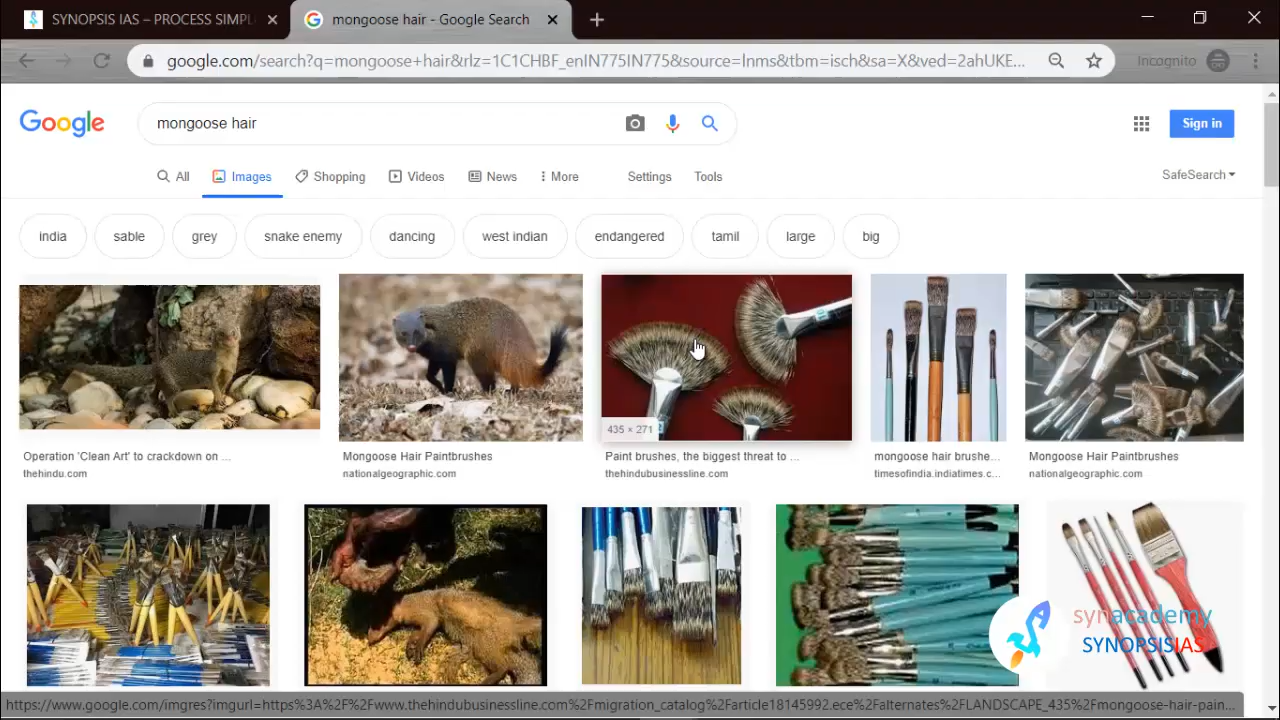 SYNOPSIS IAS – PROCESS SIMPL
mongoose hair - Google Search
google.com/search?q=mongoose+hair&rlz=1C1CHBF_enIN775IN775&source=lnms&tbm=isch&sa=X&ved=2ahUKE...
Incognito
Google
mongoose hair
Sign in
All
Images
Shopping
Videos
News
More
Settings
Tools
SafeSearch
india
sable
grey
snake enemy
dancing
west indian
endangered
tamil
large
big
435 × 271
Operation 'Clean Art' to crackdown on ...
thehindu.com
Mongoose Hair Paintbrushes
nationalgeographic.com
Paint brushes, the biggest threat to ...
thehindubusinessline.com
mongoose hair brushe...
timesofindia.indiatimes.c...
Mongoose Hair Paintbrushes
nationalgeographic.com
synacademy
SYNOPSISIAS
https://www.google.com/imgres?imgurl=https%3A%2F%2Fwww.thehindubusinessline.com%2Fmigration_catalog%2Farticle18145992.ece%2Falternates%2FLANDSCAPE_435%2Fmongoose-hair-pain...